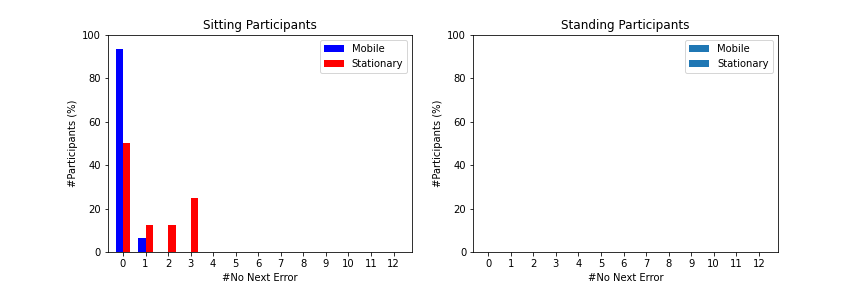 Sitting Participants
Mobile
Stationary
#Participants (%)
100
80
60
40
20
0
0 1 2 3 4 5 6 7 8 9 10 11 12
#No Next Error
Standing Participants
Mobile
Stationary
#Participants (%)
100
80
60
40
20
0
0 1 2 3 4 5 6 7 8 9 10 11 12
#No Next Error